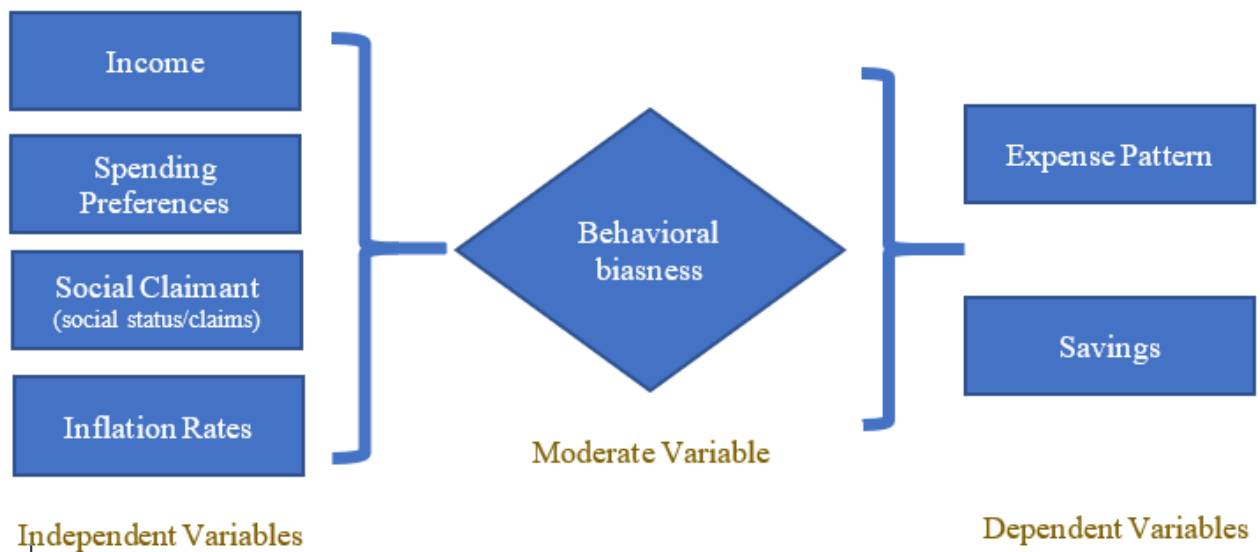 Income
Spending
Preferences
Social Claimant
(social status/claims)
Inflation Rates
Independent Variables
Behavioral
biasness
Moderate Variable
Expense Pattern
Savings
Dependent Variables